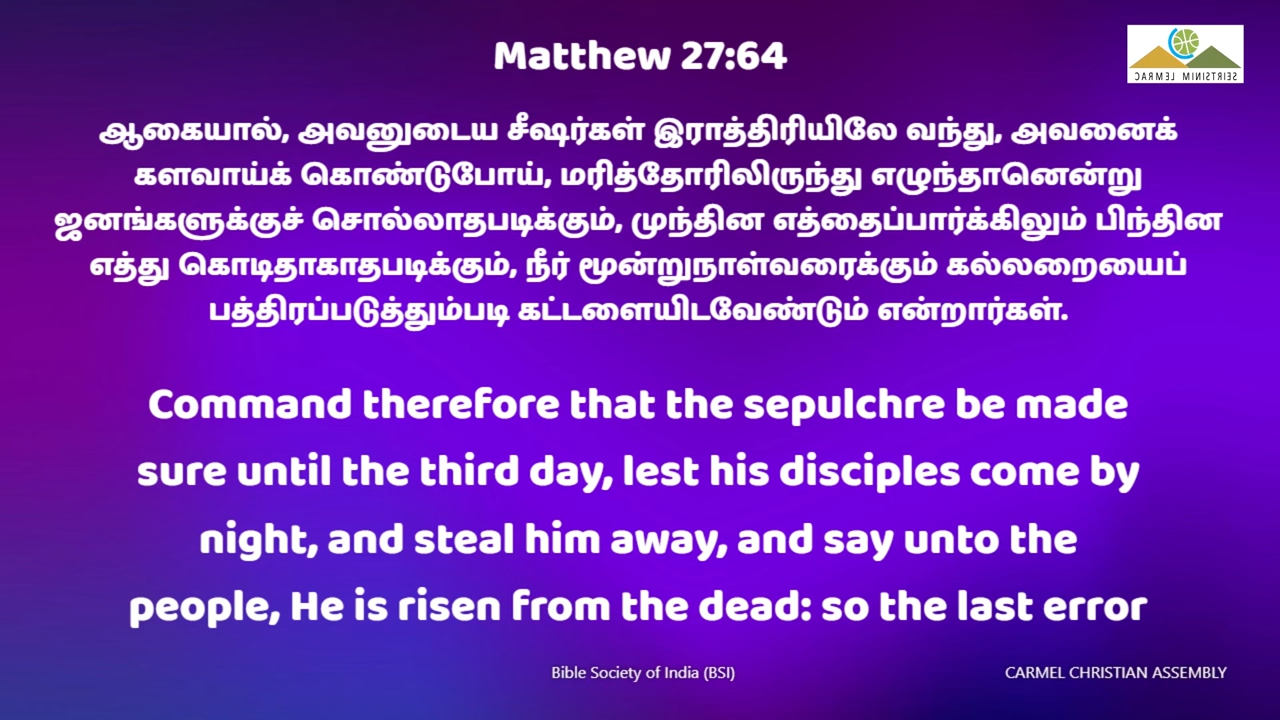 Matthew 27:64
CARMEL MINISTRIES
ஆகையால், அவனுடைய சீஷர்கள் இராத்திரியிலே வந்து, அவனைக்
களவாய்க் கொண்டுபோய், மரித்தோரிலிருந்து எழுந்தானென்று
ஜனங்களுக்குச் சொல்லாதபடிக்கும், முந்தின எத்தைப்பார்க்கிலும் பிந்தின
எத்து கொடிதாகாதபடிக்கும், நீர் மூன்றுநாள்வரைக்கும் கல்லறையைப்
பத்திரப்படுத்தும்படி கட்டளையிடவேண்டும் என்றார்கள்.
Command therefore that the sepulchre be made
sure until the third day, lest his disciples come by
night, and steal him away, and say unto the
people, He is risen from the dead: so the last error
Bible Society of India (BSI)
CARMEL CHRISTIAN ASSEMBLY